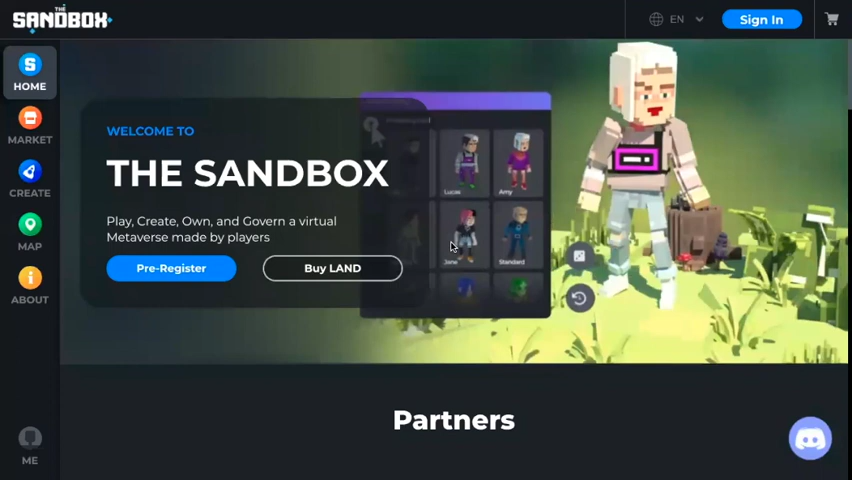 THE
SANDBOX
EN
Sign In
HOME
MARKET
CREATE
MAP
ABOUT
ME
WELCOME TO
THE SANDBOX
Play, Create, Own, and Govern a virtual
Metaverse made by players
Pre-Register
Buy LAND
Lucas
Amy
Jane
Standard
Partners